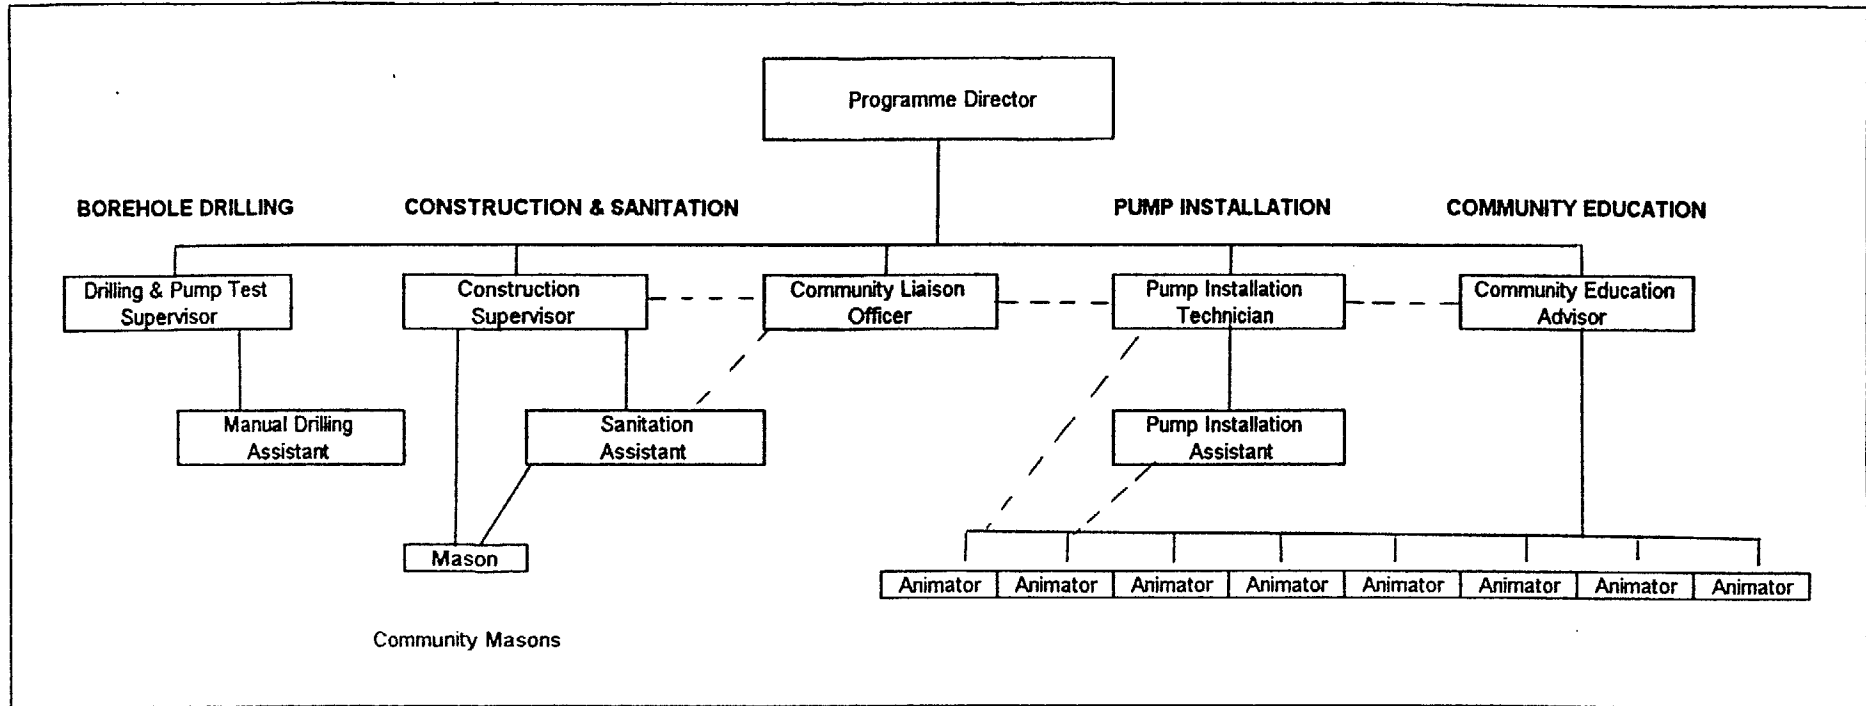 Programme Director
BOREHOLE DRILLING
CONSTRUCTION & SANITATION
PUMP INSTALLATION
COMMUNITY EDUCATION
Drilling & Pump Test
Supervisor
Construction
Supervisor
Community Liaison
Officer
Pump Installation
Technician
Community Education
Advisor
Manual Drilling
Assistant
Sanitation
Assistant
Pump Installation
Assistant
Mason
Animator
Animator
Animator
Animator
Animator
Animator
Animator
Animator
Community Masons